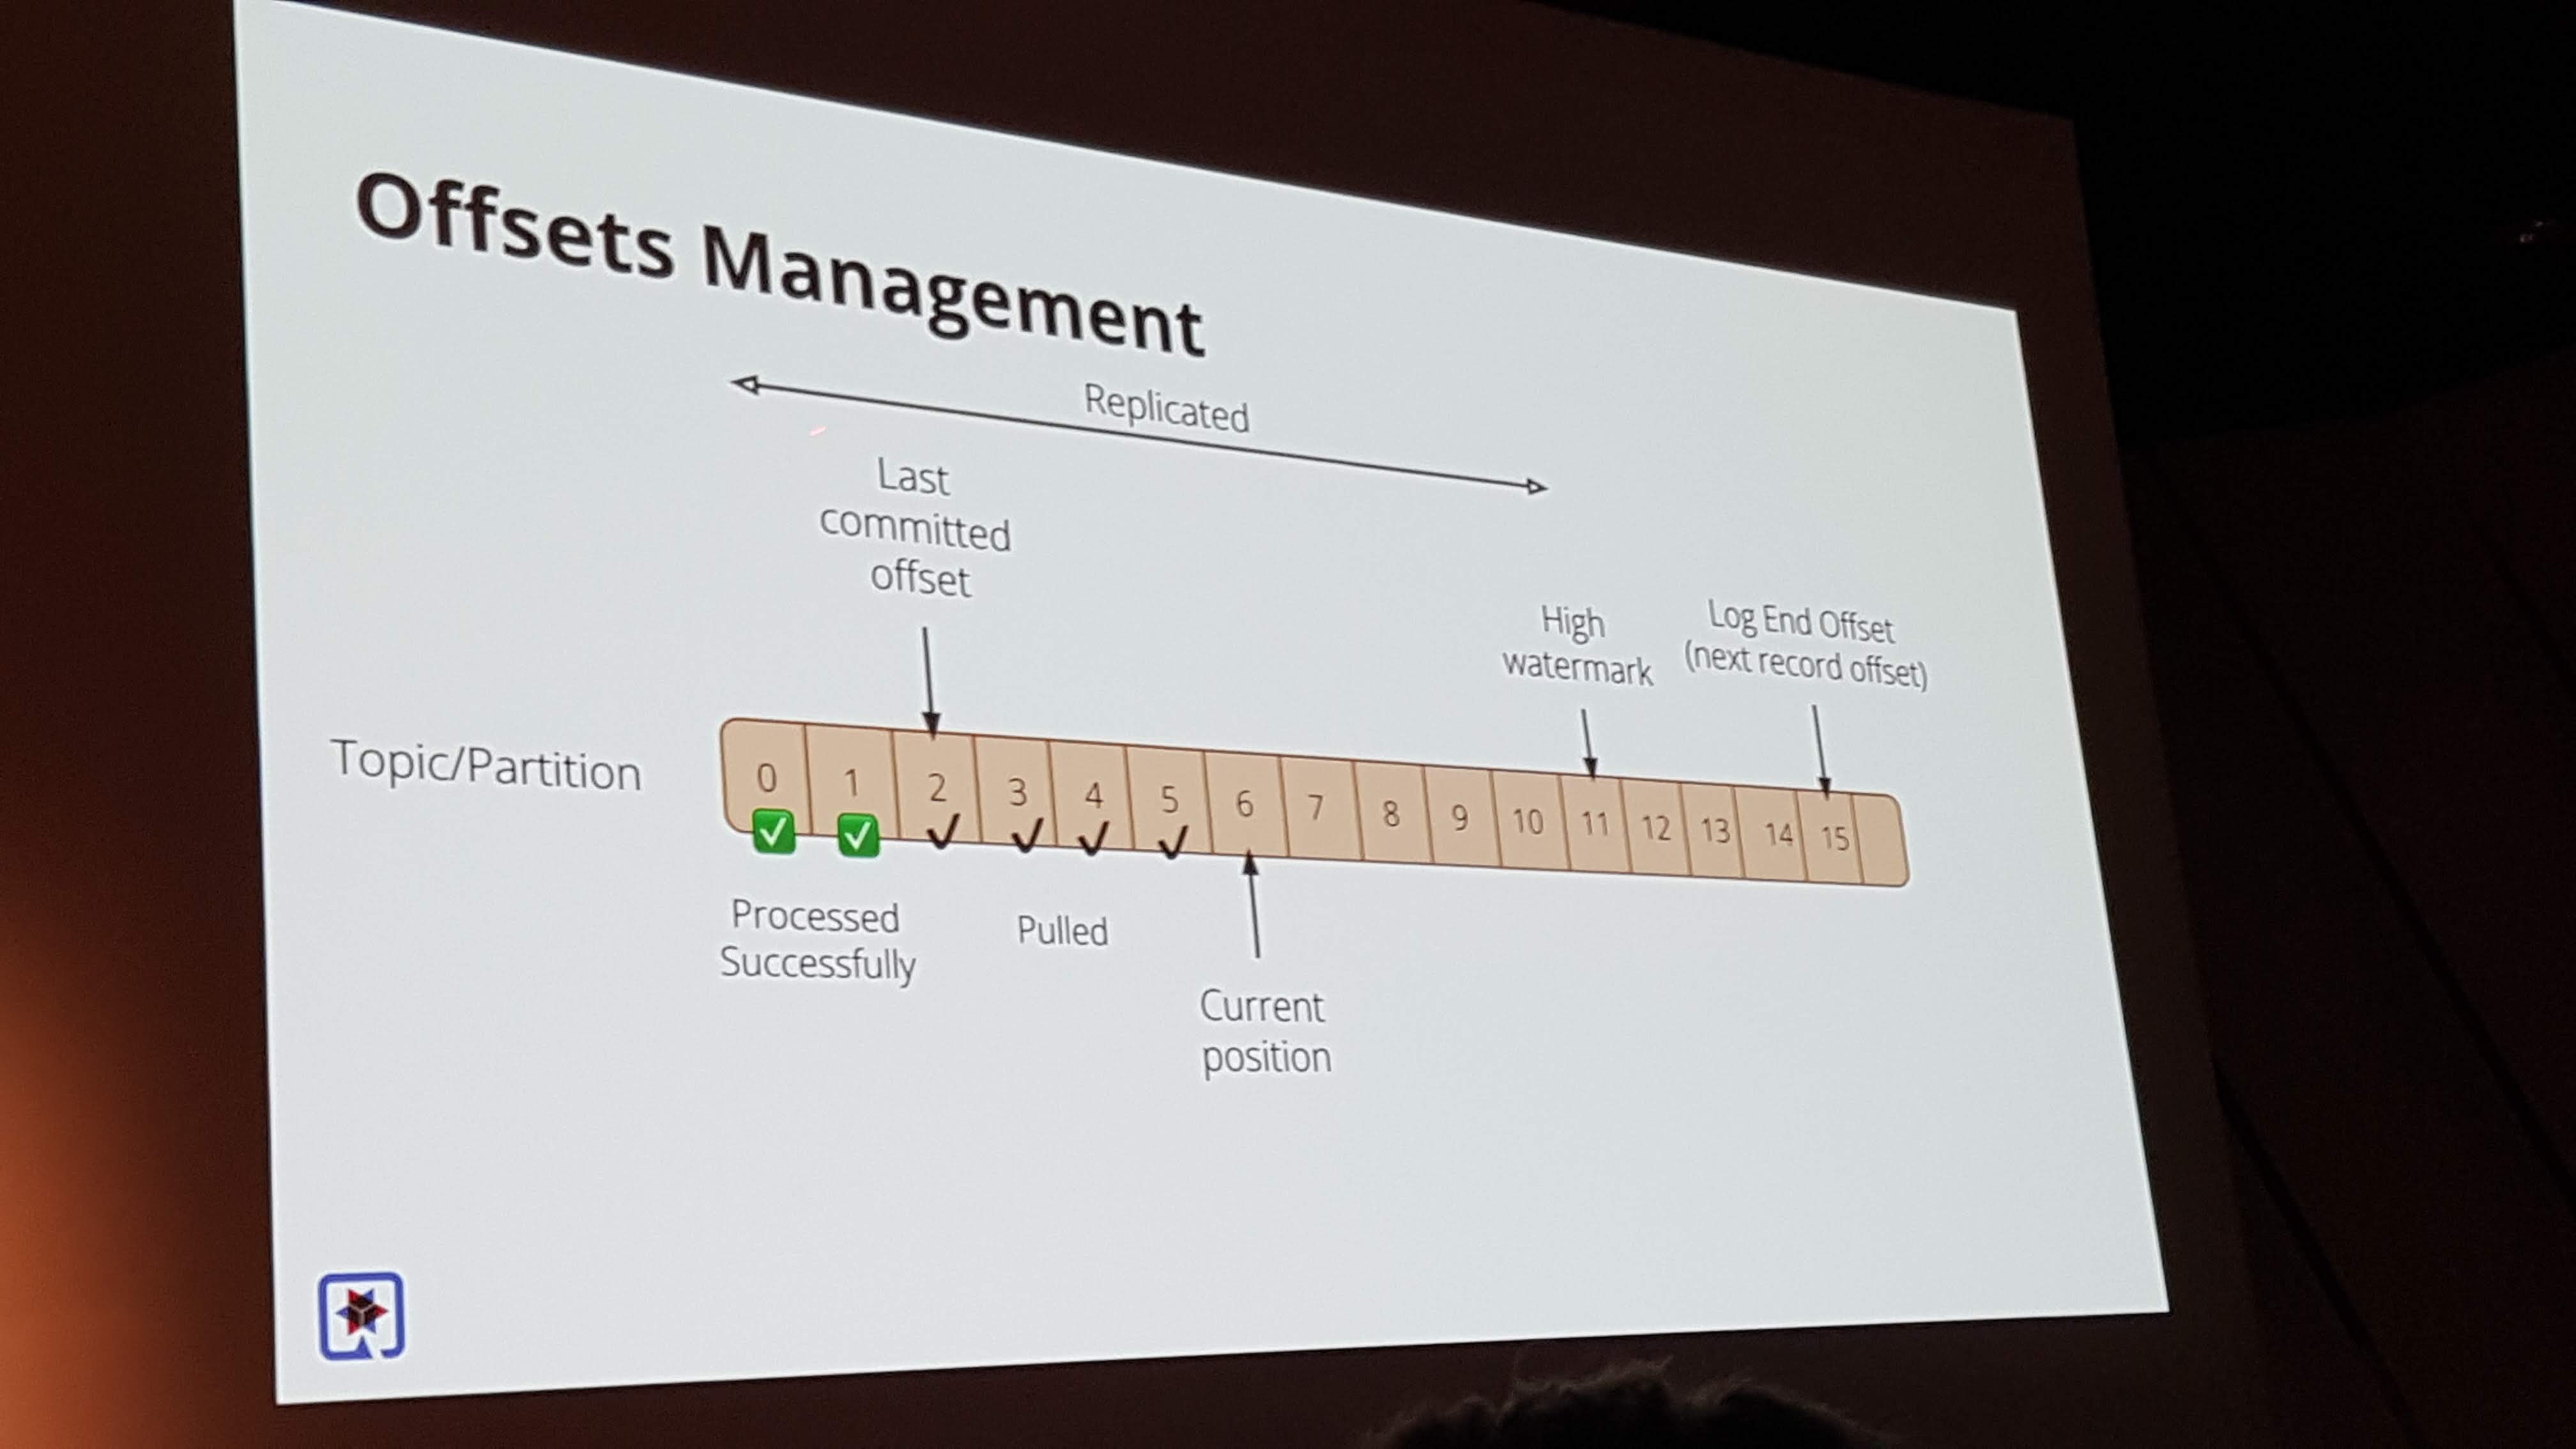 Offsets Management
Replicated
Last
committed
offset
High
watermark
Log End Offset
(next record offset)
Topic/Partition
0 1 2 3 4 5 6 7 8 9 10 11 12 13 14 15
Processed
Successfully
Pulled
Current
position